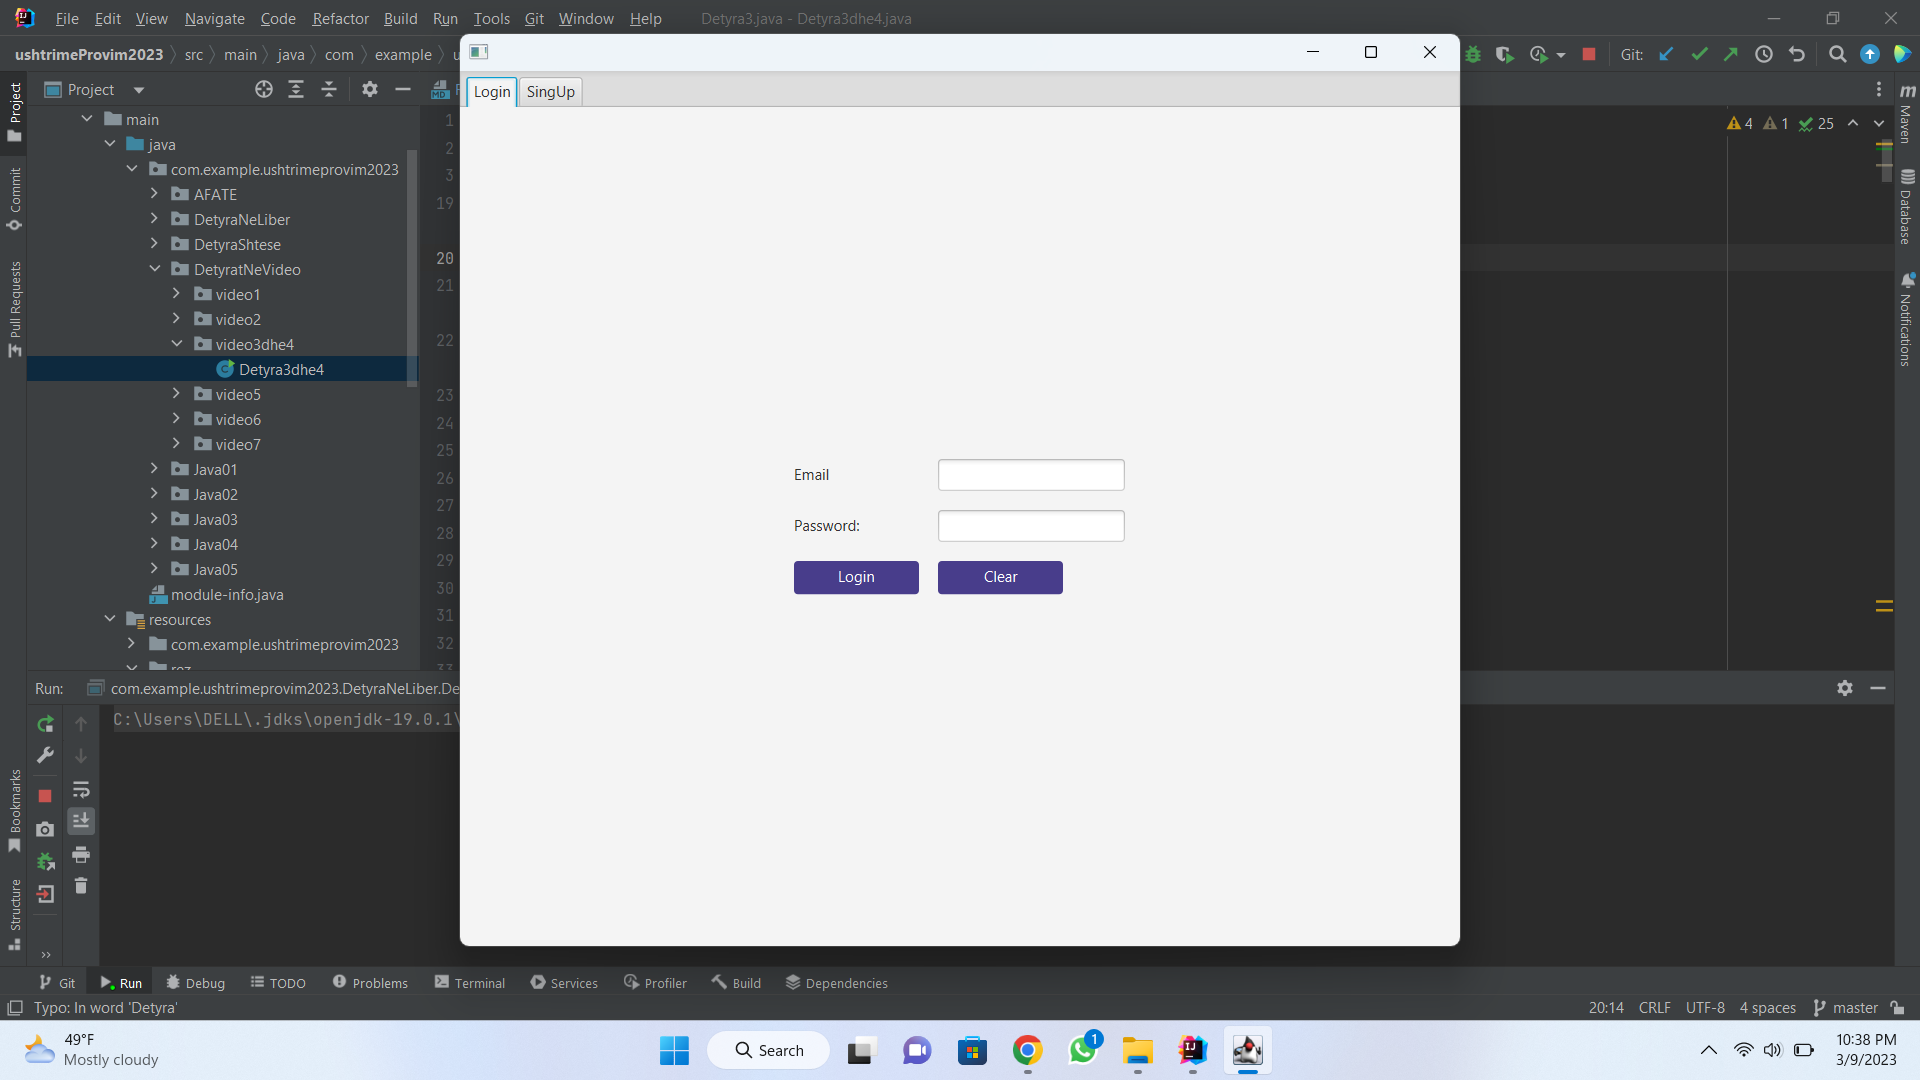 File Edit View Navigate Code Refactor Build Run Tools Git Window Help Detyra3.java - Detyra3dhe4.java
ushtrimeProvim2023 src main java com example Git:
Project
Login SingUp
main
java
com.example.ushtrimeprovim2023
AFATE
DetyraNeLiber
DetyraShtese
DetyratNeVideo
video1
video2
video3dhe4
Detyra3dhe4
video5
video6
video7
Java01
Java02
Java03
Java04
Java05
module-info.java
resources
com.example.ushtrimeprovim2023
1
2
3
19
20
21
22
23
24
25
26
27
28
29
30
31
32
33
4 1 25
Email
Password:
Login Clear
Project
Commit
Pull Requests
Bookmarks
Structure
Maven
Database
Notifications
Run: com.example.ushtrimeprovim2023.DetyraNeLiber.De
C:\Users\DELL\.jdks\openjdk-19.0.1\
Git Run Debug TODO Problems Terminal Services Profiler Build Dependencies
Typo: In word 'Detyra' 20:14 CRLF UTF-8 4 spaces master
49°F
Mostly cloudy
Search
1
10:38 PM
3/9/2023